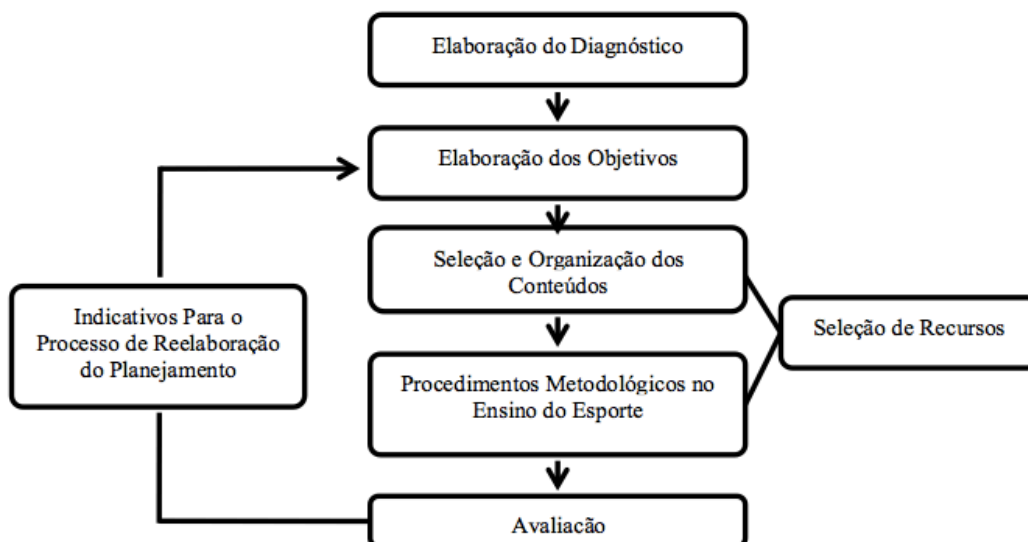 Elaboração do Diagnóstico
Elaboração dos Objetivos
Seleção e Organização dos
Conteúdos
Indicativos Para o
Processo de Reelaboração
do Planejamento
Seleção de Recursos
Procedimentos Metodológicos no
Ensino do Esporte
Avaliacão